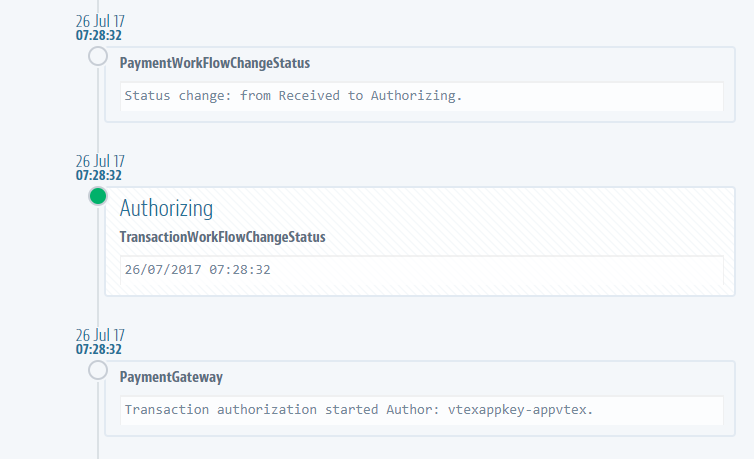 26 Jul 17
07:28:32
PaymentWorkFlowChangeStatus
Status change: from Received to Authorizing.
26 Jul 17
07:28:32
Authorizing
TransactionWorkFlowChangeStatus
26/07/2017 07:28:32
26 Jul 17
07:28:32
PaymentGateway
Transaction authorization started Author: vtexappkey-appvtex.